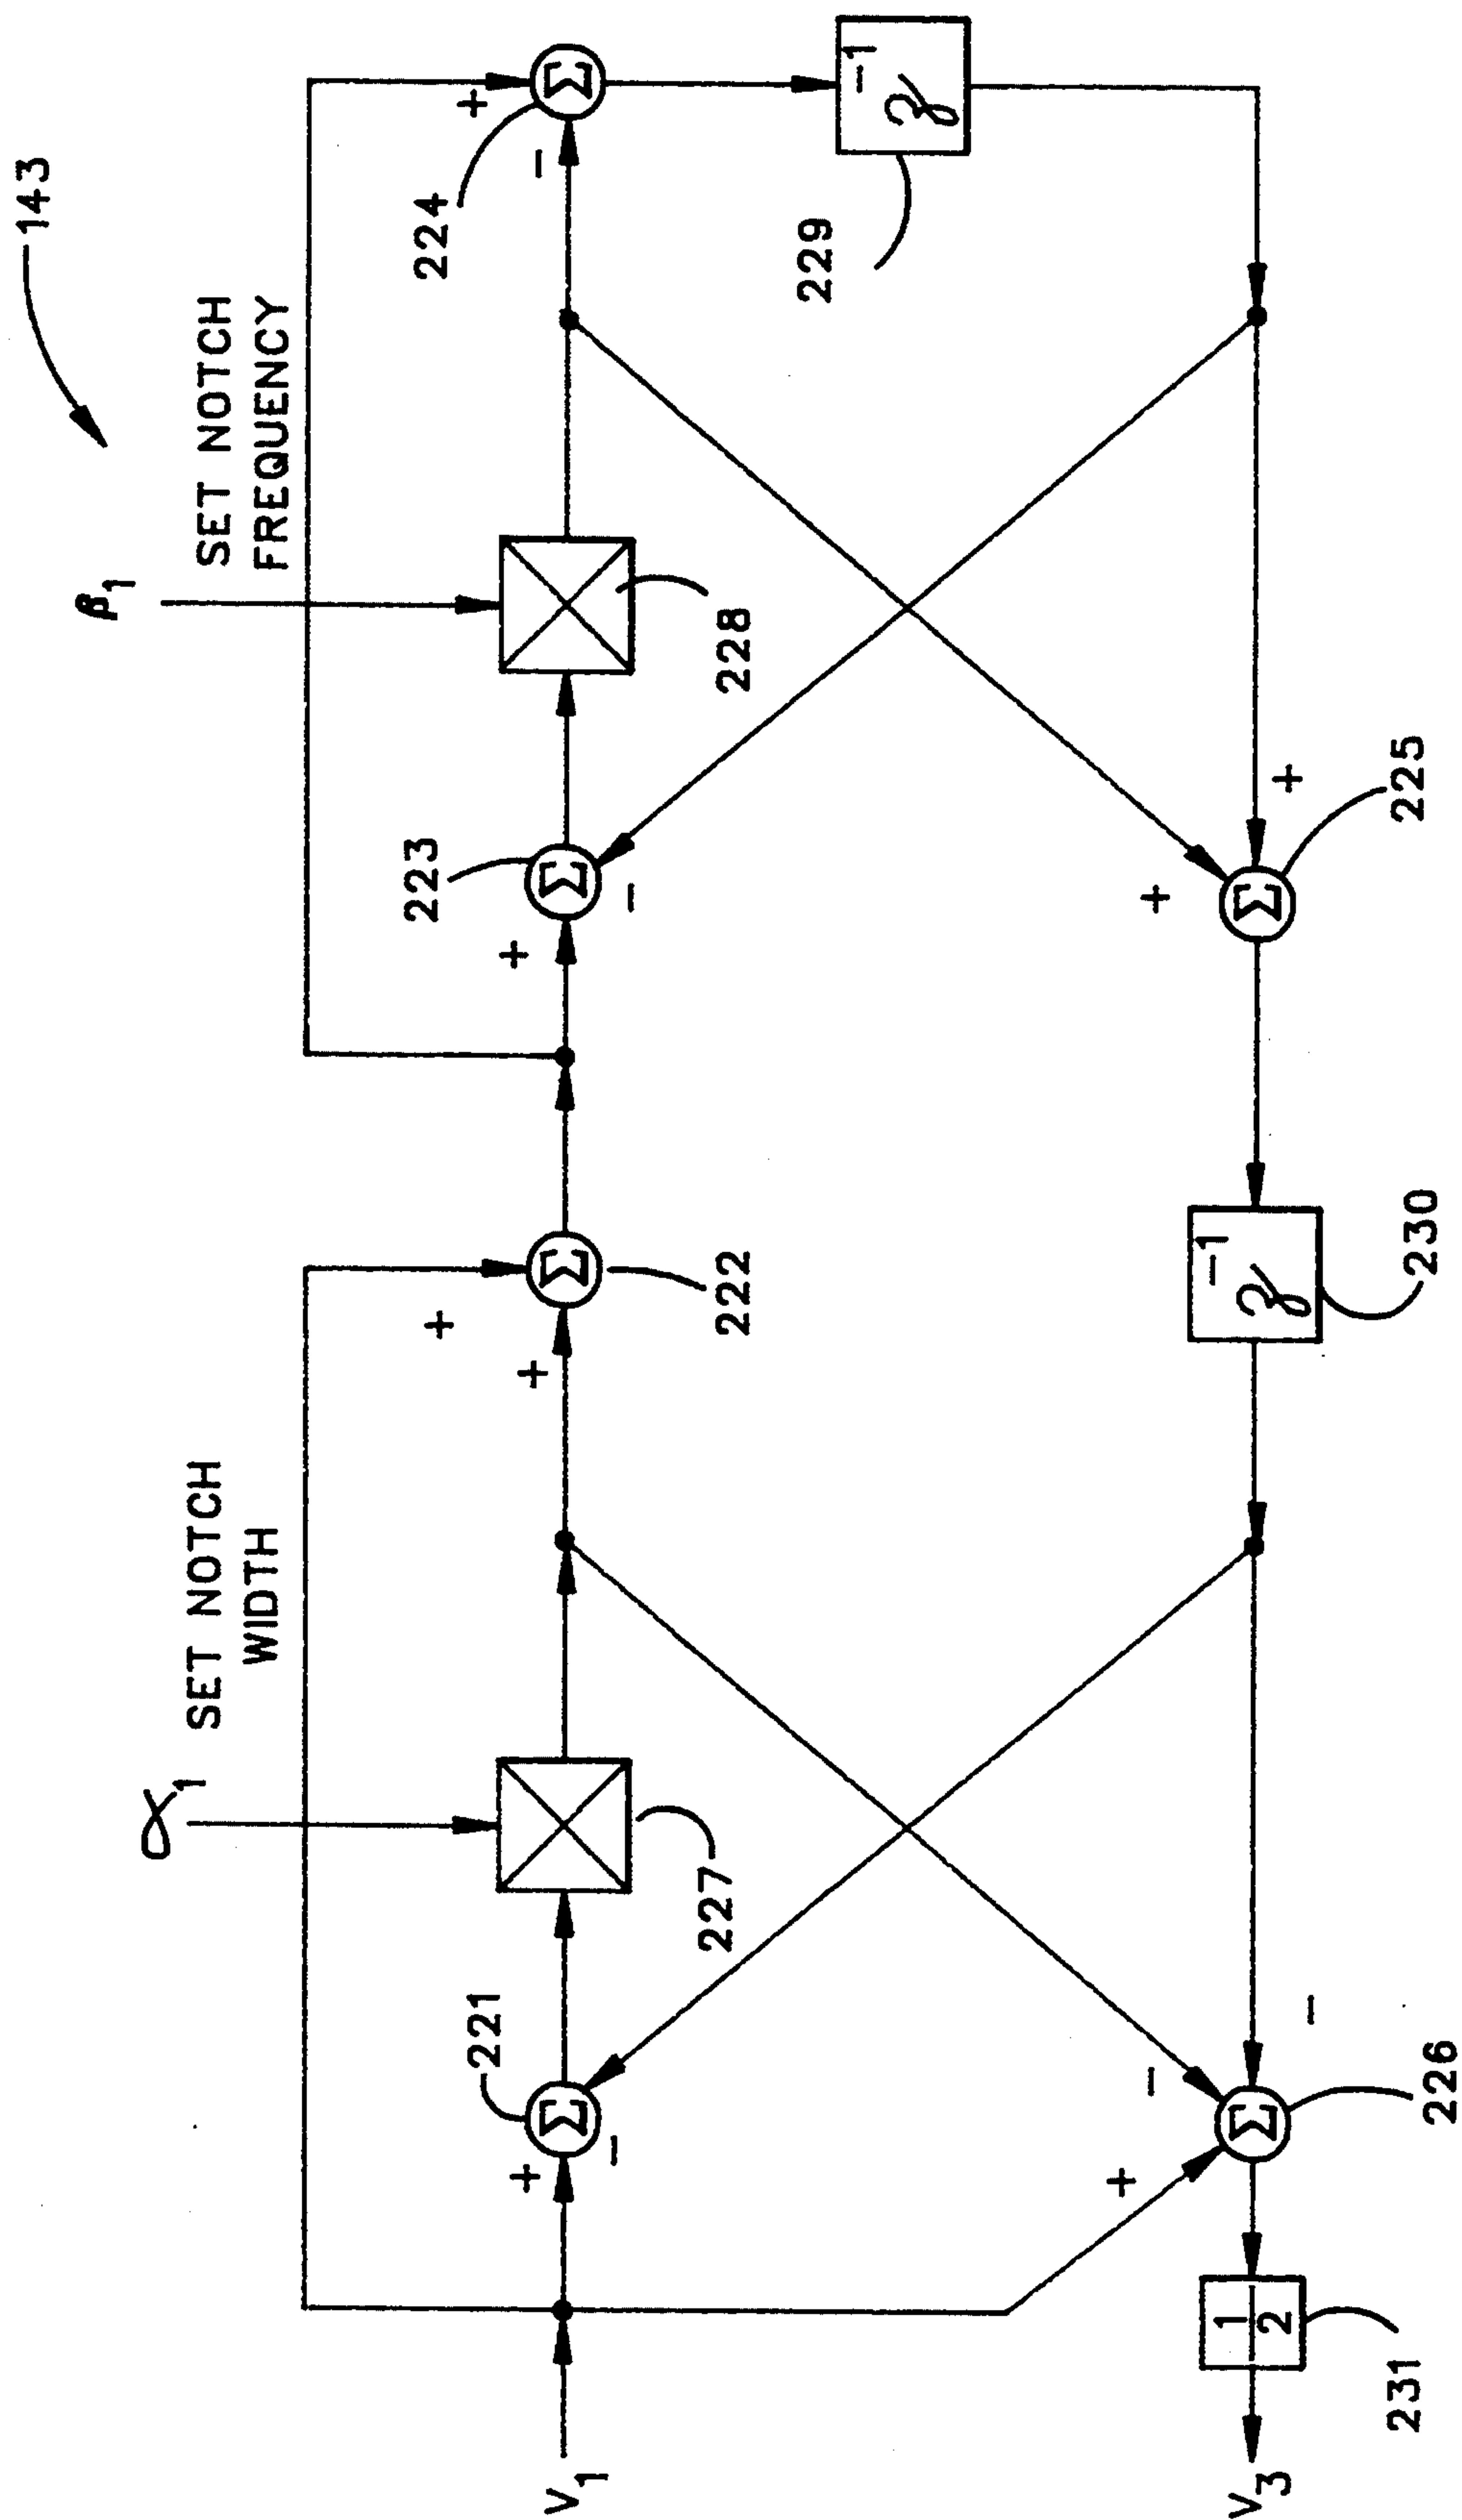 143
α1 SET NOTCH
WIDTH
β1 SET NOTCH
FREQUENCY
V1
+
−
221
Σ
227
+
+
Σ
222
+
−
223
Σ
228
+
−
224
Σ
z−1
229
+
+
Σ
225
z−1
230
+
−
−
Σ
226
1
2
231
V3